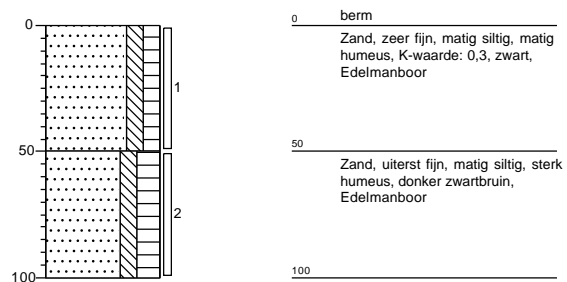 0
0 berm
Zand, zeer fijn, matig siltig, matig
humeus, K-waarde: 0,3, zwart,
Edelmanboor
1
50
50
Zand, uiterst fijn, matig siltig, sterk
humeus, donker zwartbruin,
Edelmanboor
2
100
100